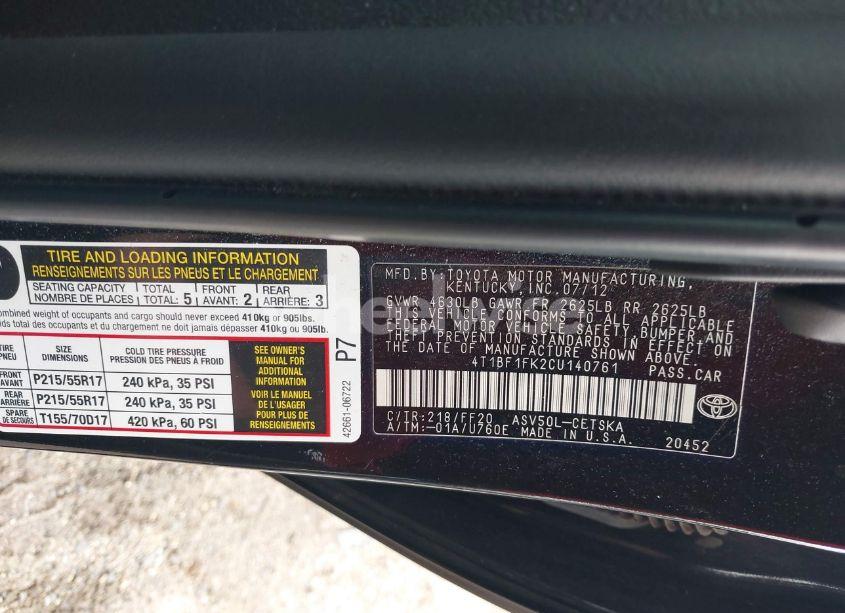 TIRE AND LOADING INFORMATION
RENSEIGNEMENTS SUR LES PNEUS ET LE CHARGEMENT
SEATING CAPACITY TOTAL FRONT REAR
NOMBRE DE PLACES TOTAL: 5 AVANT: 2 ARRIÈRE: 3
combined weight of occupants and cargo should never exceed 410kg or 905lbs.
total des occupants et du chargement ne doit jamais dépasser 410kg ou 905lb.
SIZE COLD TIRE PRESSURE
PNEU DIMENSIONS PRESSION DES PNEUS À FROID
FRONT
AVANT P215/55R17 240 kPa, 35 PSI
REAR
ARRIÈRE P215/55R17 240 kPa, 35 PSI
SPARE
DE SECOURS T155/70D17 420 kPa, 60 PSI
SEE OWNER'S
MANUAL FOR
ADDITIONAL
INFORMATION
VOIR LE MANUEL
DE L'USAGER
POUR PLUS DE
RENSEIGNEMENTS
P7
42661-06722
MFD.BY:TOYOTA MOTOR MANUFACTURING,
KENTUCKY, INC. 07/12
GVWR 4630LB GAWR FR 2625LB RR 2625LB
THIS VEHICLE CONFORMS TO ALL APPLICABLE
FEDERAL MOTOR VEHICLE SAFETY, BUMPER, AND
THEFT PREVENTION STANDARDS IN EFFECT ON
THE DATE OF MANUFACTURE SHOWN ABOVE.
4T1BF1FK2CU140761 PASS.CAR
C/TR:218/FF20 ASV50L-CETSKA
A/TM:-01A/U760E MADE IN U.S.A.
20452
TOYOTA